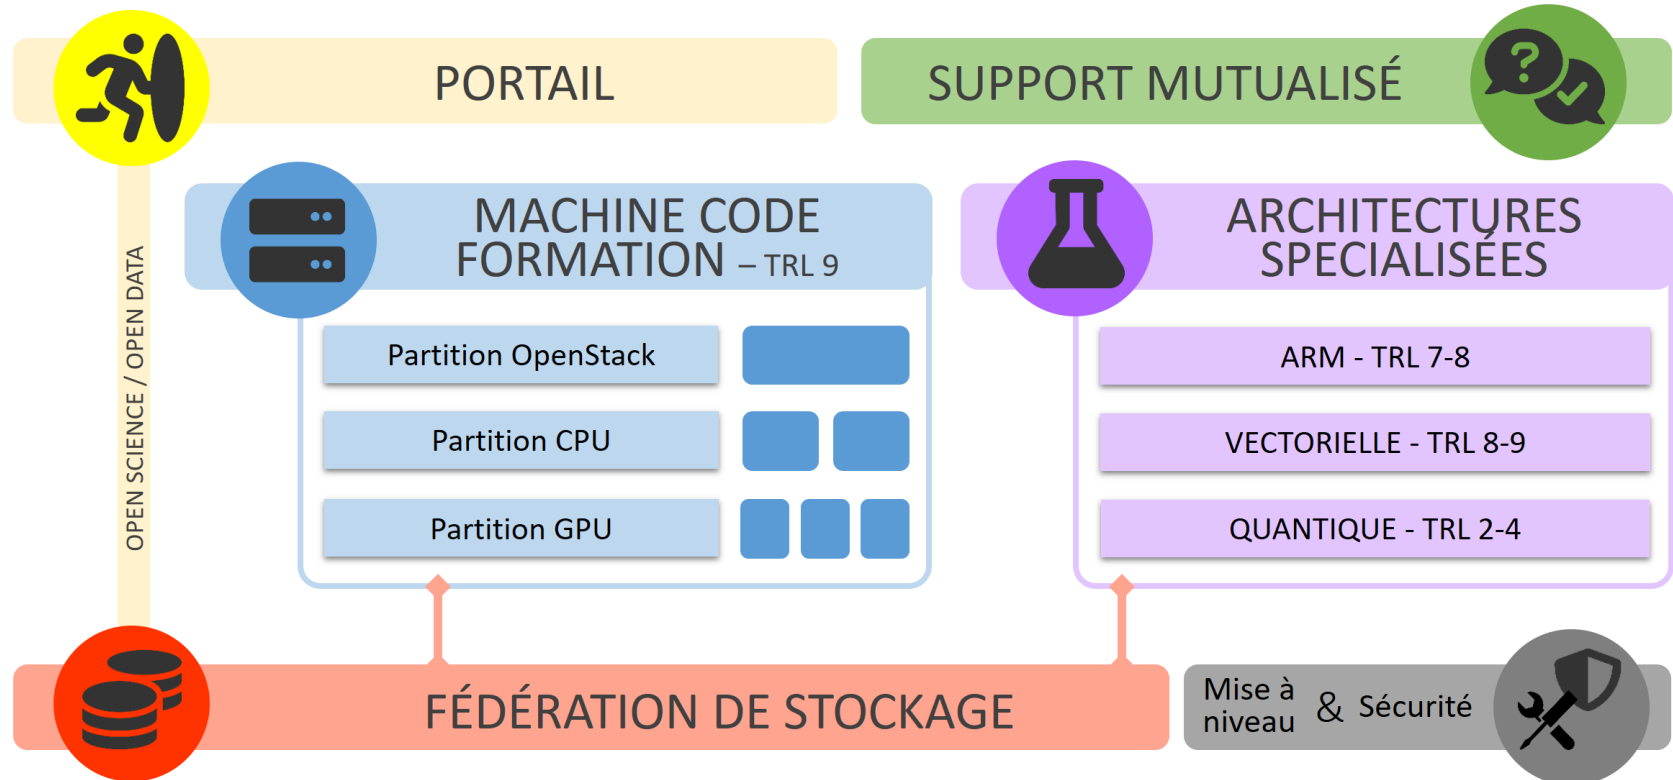 PORTAIL
SUPPORT MUTUALISÉ
?
OPEN SCIENCE / OPEN DATA
MACHINE CODE
FORMATION – TRL 9
Partition OpenStack
Partition CPU
Partition GPU
ARCHITECTURES
SPECIALISÉES
ARM - TRL 7-8
VECTORIELLE - TRL 8-9
QUANTIQUE - TRL 2-4
FÉDÉRATION DE STOCKAGE
Mise à
niveau & Sécurité